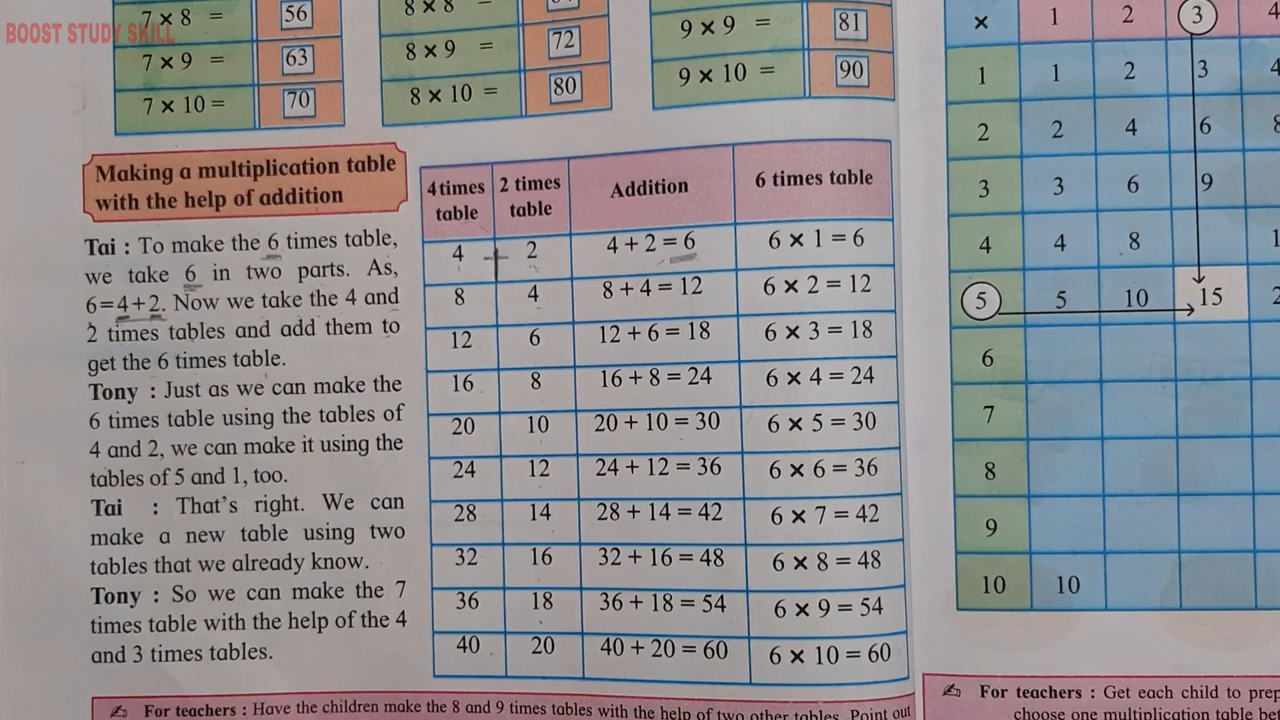 BOOST STUDY SKILL
7 × 8 = 56
7 × 9 = 63
7 × 10 = 70
8 × 8 =
8 × 9 = 72
8 × 10 = 80
9 × 9 = 81
9 × 10 = 90
Making a multiplication table
with the help of addition
Tai : To make the 6 times table,
we take 6 in two parts. As,
6=4+2. Now we take the 4 and
2 times tables and add them to
get the 6 times table.
Tony : Just as we can make the
6 times table using the tables of
4 and 2, we can make it using the
tables of 5 and 1, too.
Tai : That's right. We can
make a new table using two
tables that we already know.
Tony : So we can make the 7
times table with the help of the 4
and 3 times tables.
4 times table 2 times table Addition 6 times table
4 + 2 4 + 2 = 6 6 × 1 = 6
8 4 8 + 4 = 12 6 × 2 = 12
12 6 12 + 6 = 18 6 × 3 = 18
16 8 16 + 8 = 24 6 × 4 = 24
20 10 20 + 10 = 30 6 × 5 = 30
24 12 24 + 12 = 36 6 × 6 = 36
28 14 28 + 14 = 42 6 × 7 = 42
32 16 32 + 16 = 48 6 × 8 = 48
36 18 36 + 18 = 54 6 × 9 = 54
40 20 40 + 20 = 60 6 × 10 = 60
For teachers : Have the children make the 8 and 9 times tables with the help of two other tables. Point out
× 1 2 3 4
1 1 2 3 4
2 2 4 6 8
3 3 6 9
4 4 8 1
5 5 10 15 2
6
7
8
9
10 10
For teachers : Get each child to prep
choose one multiplication table be